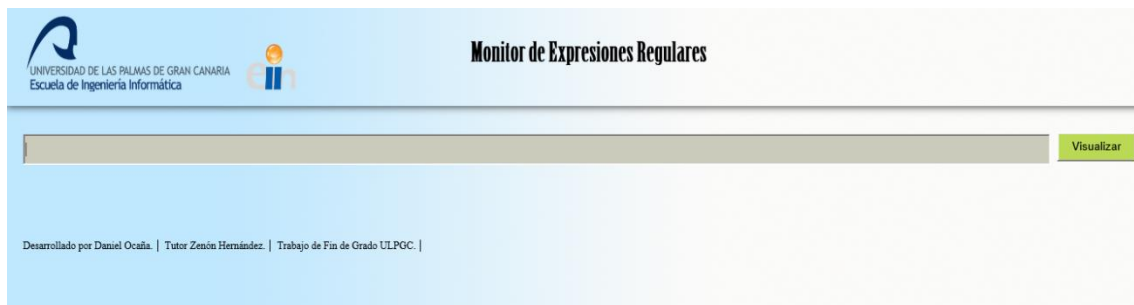 Monitor de Expresiones Regulares
UNIVERSIDAD DE LAS PALMAS DE GRAN CANARIA
Escuela de Ingeniería Informática
eiin
Visualizar
Desarrollado por Daniel Ocaña. | Tutor Zenón Hernández. | Trabajo de Fin de Grado ULPGC. |